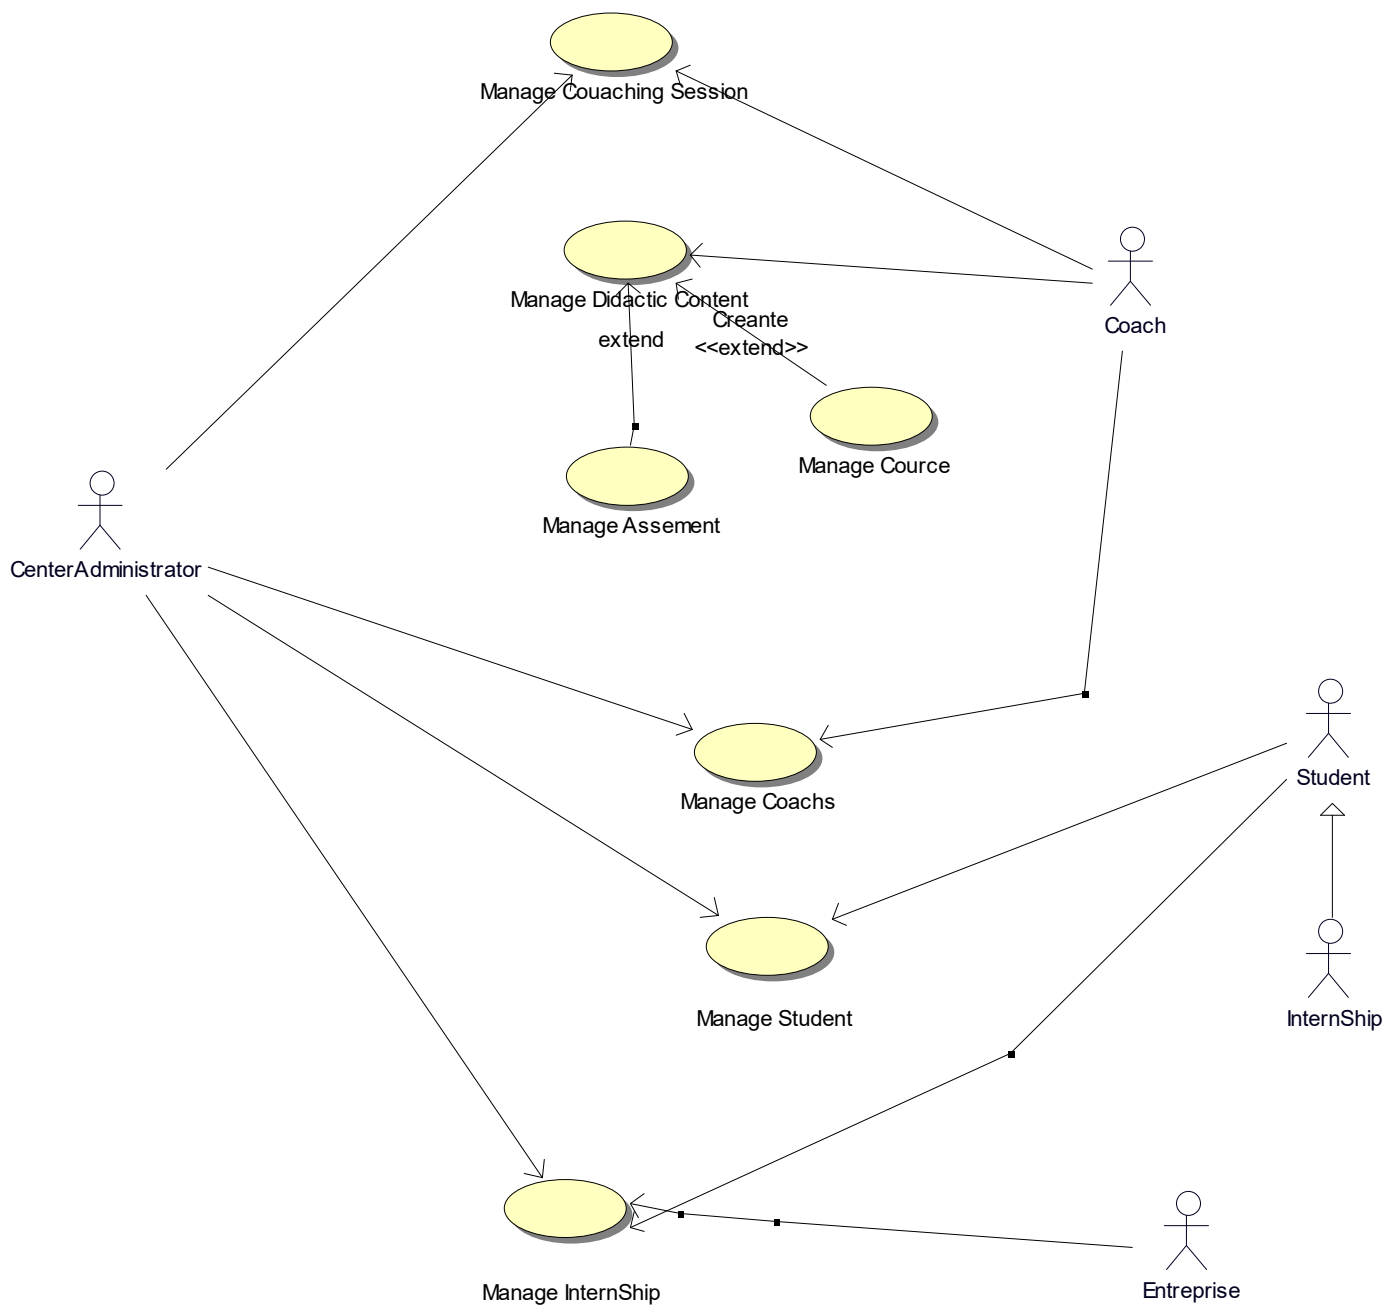 Manage Couaching Session
Manage Didactic Content
Creante
extend
<<extend>>
Coach
Manage Cource
Manage Assement
CenterAdministrator
Student
Manage Coachs
Manage Student
InternShip
Manage InternShip
Entreprise